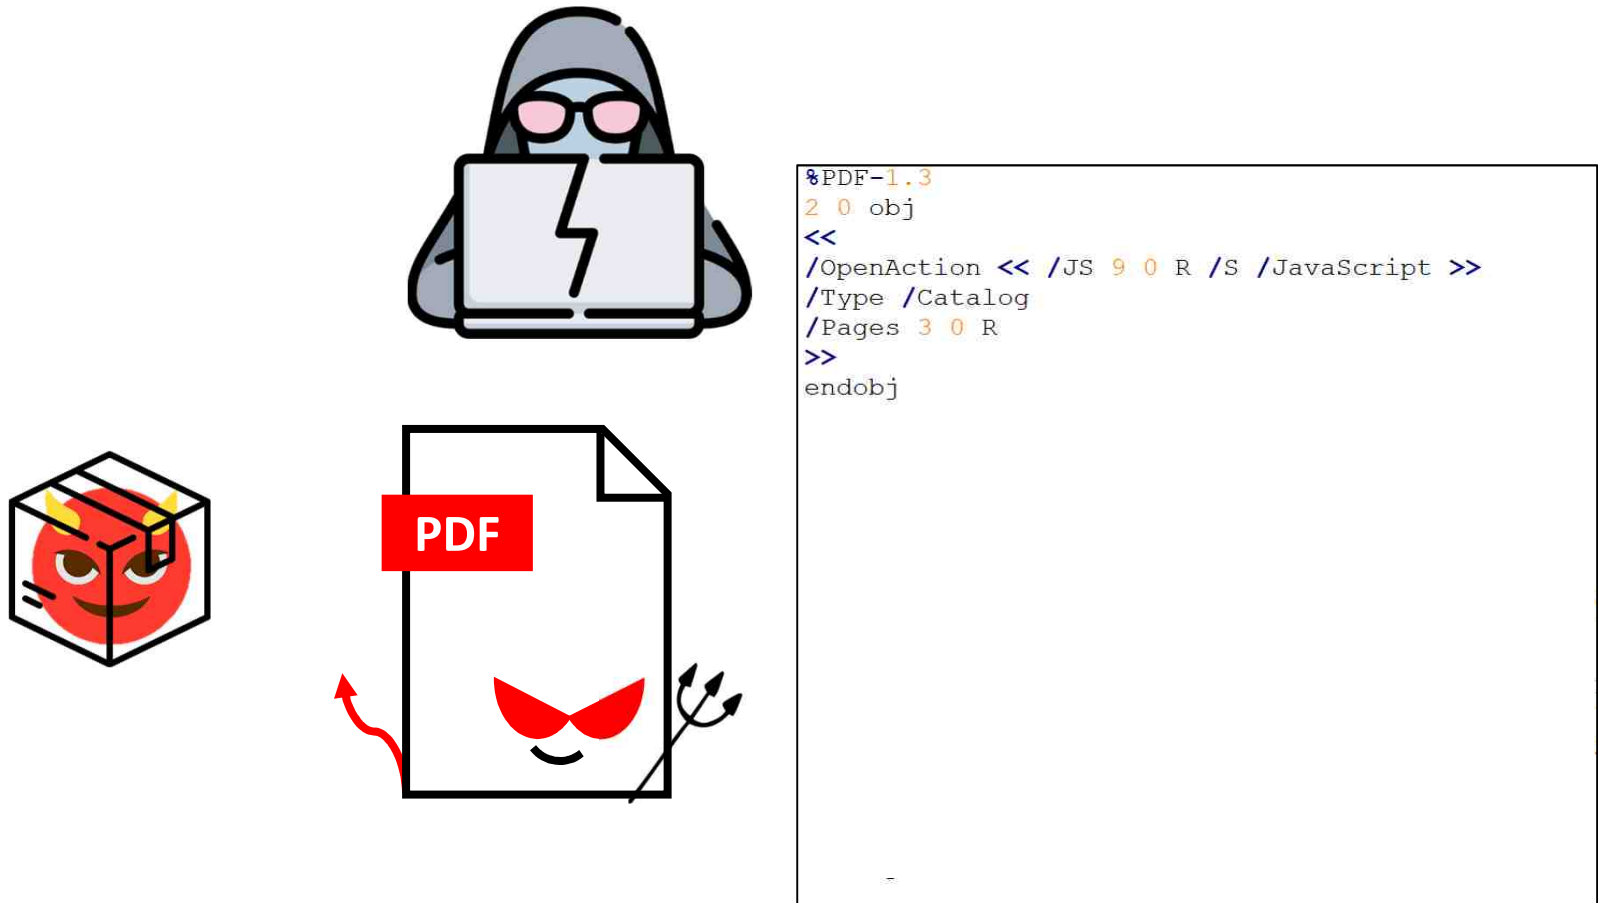 %PDF-1.3
2 0 obj
<<
/OpenAction << /JS 9 0 R /S /JavaScript >>
/Type /Catalog
/Pages 3 0 R
>>
endobj
PDF